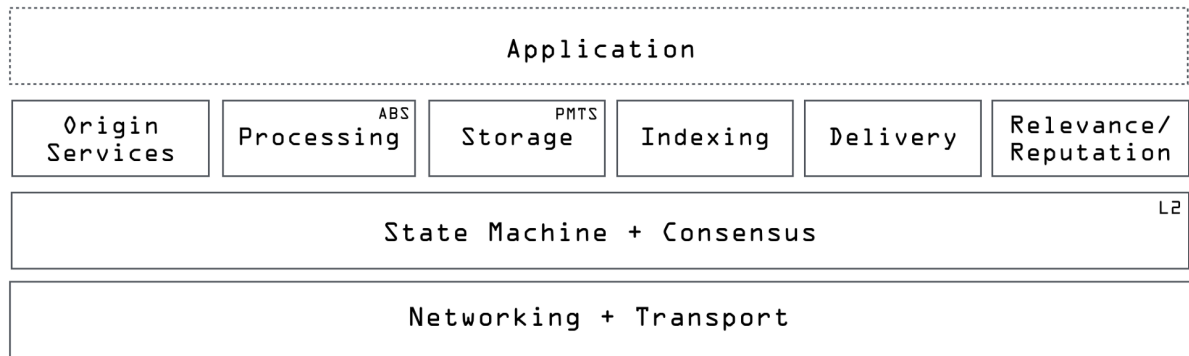 Application
Origin
Services
ABS
Processing
PMTS
Storage
Indexing
Delivery
Relevance/
Reputation
L2
State Machine + Consensus
Networking + Transport